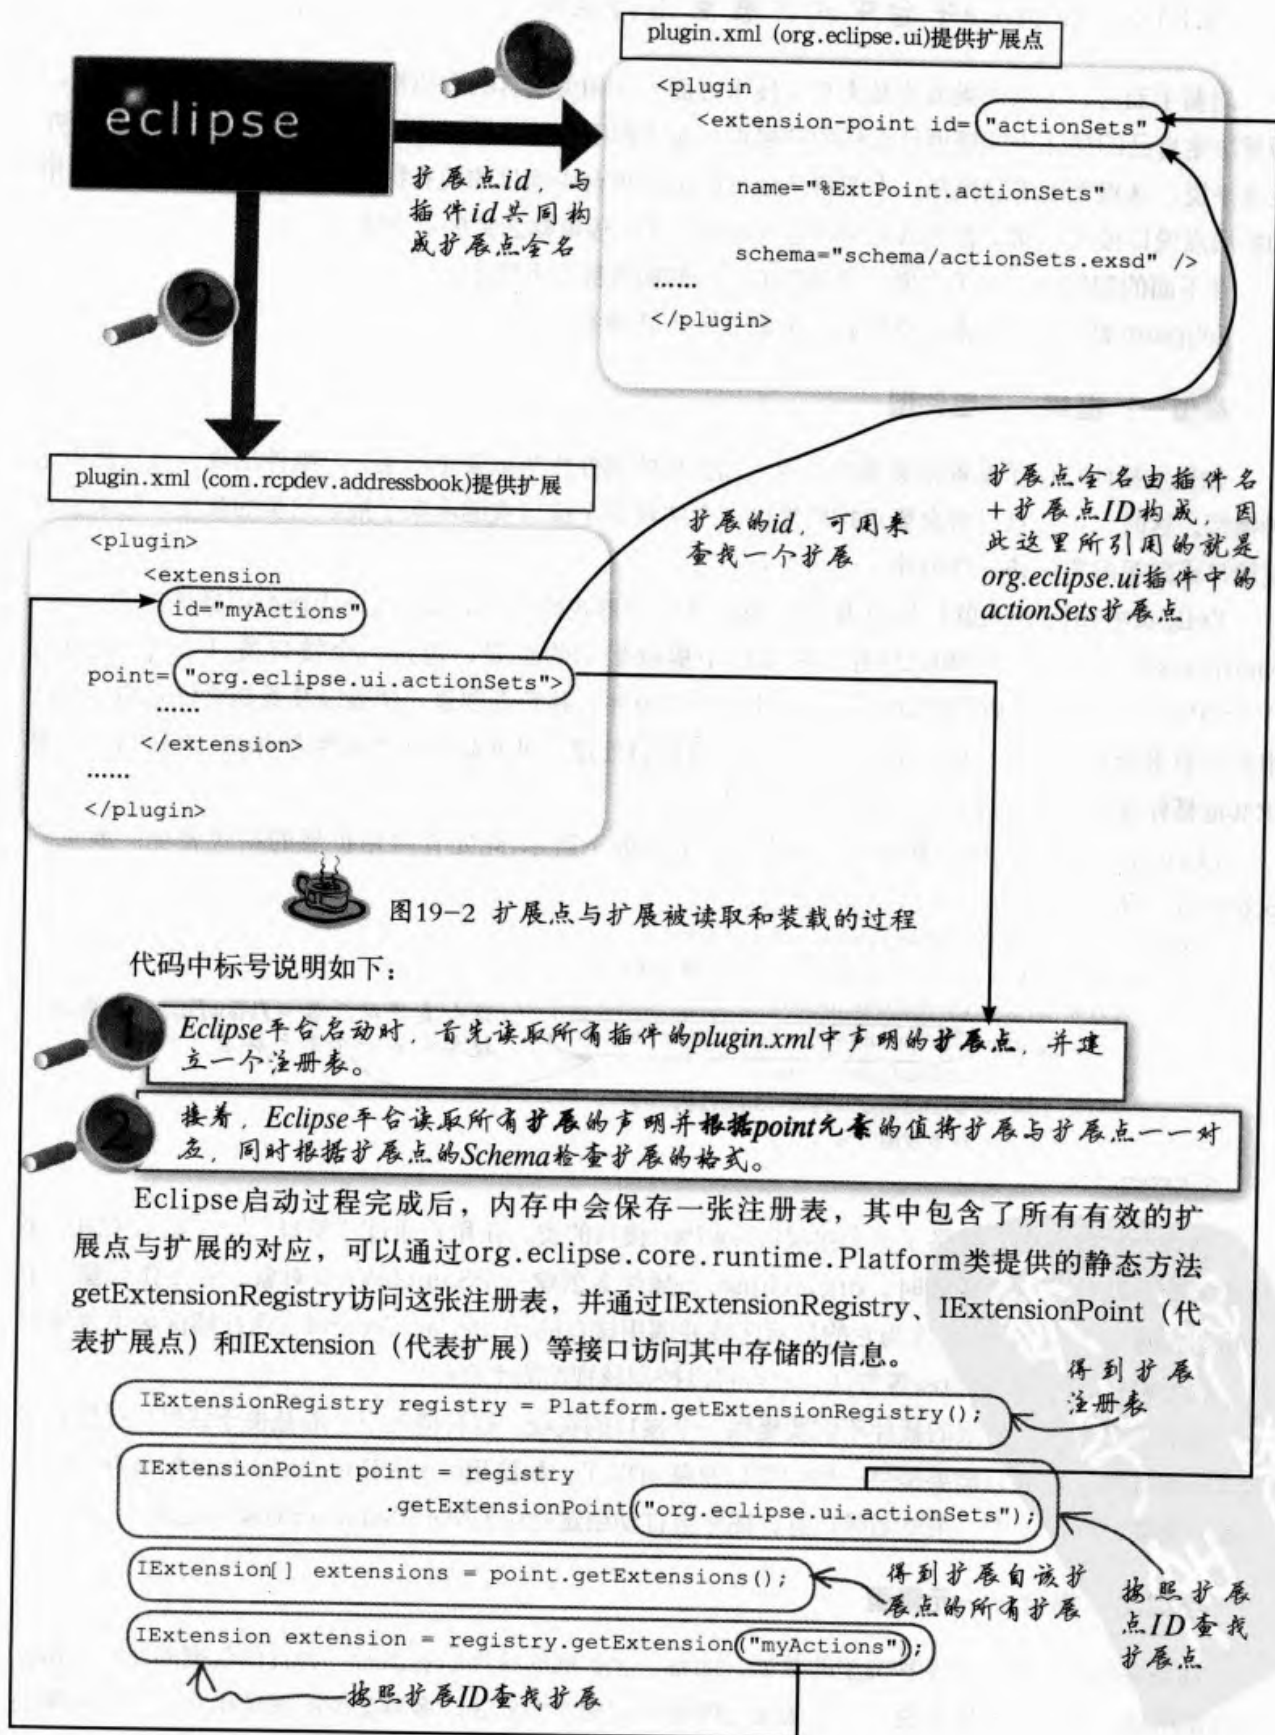 plugin.xml (org.eclipse.ui)提供扩展点
eclipse
<plugin
<extension-point id= "actionSets"
name="%ExtPoint.actionSets"
schema="schema/actionSets.exsd" />
……
</plugin>
1
扩展点id，与
插件id共同构
成扩展点全名
2
plugin.xml (com.rcpdev.addressbook)提供扩展
<plugin>
<extension
id="myActions"
point= "org.eclipse.ui.actionSets">
……
</extension>
……
</plugin>
扩展的id，可用来
查找一个扩展
扩展点全名由插件名
+扩展点ID构成，因
此这里所引用的就是
org.eclipse.ui插件中的
actionSets扩展点
图19-2 扩展点与扩展被读取和装载的过程
代码中标号说明如下：
1
Eclipse平台启动时，首先读取所有插件的plugin.xml中声明的扩展点，并建
立一个注册表。
2
接着，Eclipse平台读取所有扩展的声明并根据point元素的值将扩展与扩展点一一对
应，同时根据扩展点的Schema检查扩展的格式。
Eclipse启动过程完成后，内存中会保存一张注册表，其中包含了所有有效的扩
展点与扩展的对应，可以通过org.eclipse.core.runtime.Platform类提供的静态方法
getExtensionRegistry访问这张注册表，并通过IExtensionRegistry、IExtensionPoint（代
表扩展点）和IExtension（代表扩展）等接口访问其中存储的信息。
IExtensionRegistry registry = Platform.getExtensionRegistry();
得到扩展
注册表
IExtensionPoint point = registry
.getExtensionPoint("org.eclipse.ui.actionSets");
按照扩展
点ID查找
扩展点
IExtension[] extensions = point.getExtensions();
得到扩展自该扩
展点的所有扩展
IExtension extension = registry.getExtension("myActions");
按照扩展ID查找扩展